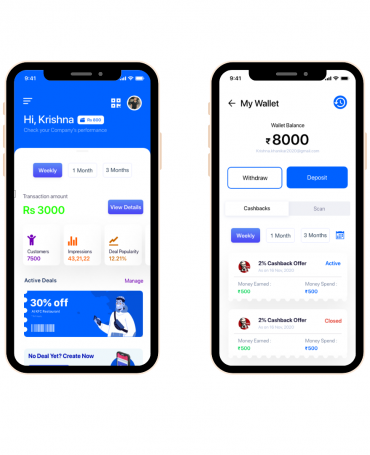 9:41
Hi, Krishna Rs 800
Check your Company's performance
Weekly 1 Month 3 Months
Transaction amount
Rs 3000 View Details
Customers Impressions Deal Popularity
7500 43.21,22 12.21%
Active Deals Manage
30% off
At KFC Restaurant
No Deal Yet? Create Now
9:41
My Wallet
Wallet Balance
₹8000
Withdraw Deposit
Cashbacks Scan
Weekly 1 Month 3 Months
2% Cashback Offer Active
As on 16 Nov, 2020
Money Earned : Money Spend :
₹500 ₹500
2% Cashback Offer Closed
As on 16 Nov, 2020
Money Earned : Money Spend :
₹500 ₹500